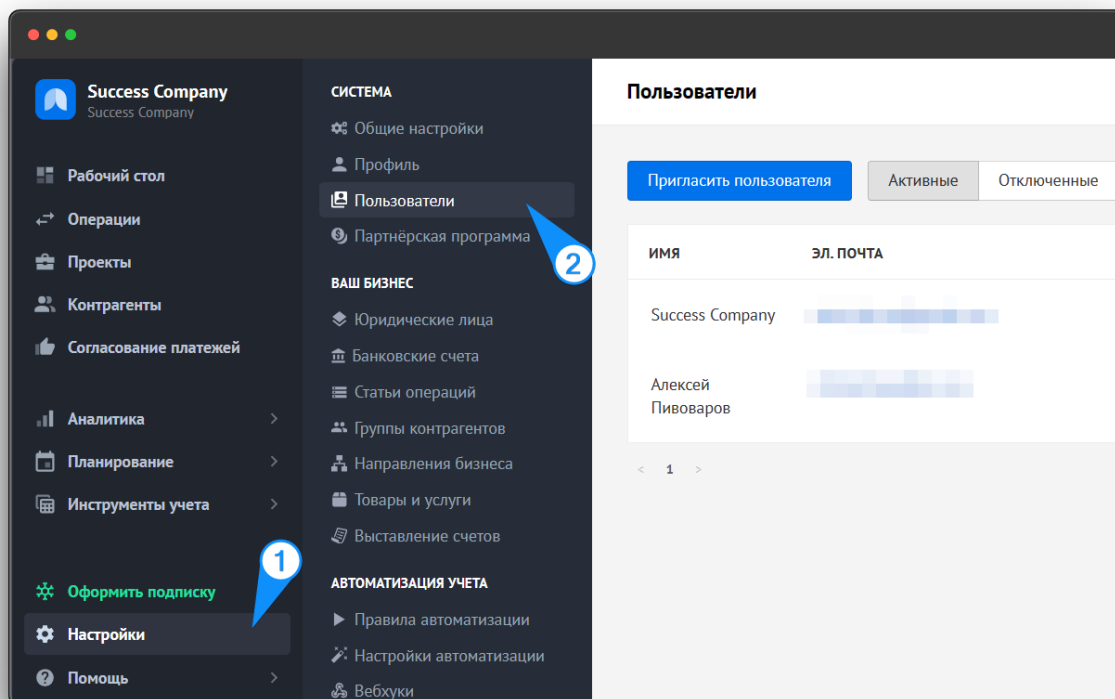 Success Company
Success Company
Рабочий стол
Операции
Проекты
Контрагенты
Согласование платежей
Аналитика
Планирование
Инструменты учета
1
Оформить подписку
Настройки
Помощь
СИСТЕМА
Общие настройки
Профиль
Пользователи
Партнёрская программа
2
ВАШ БИЗНЕС
Юридические лица
Банковские счета
Статьи операций
Группы контрагентов
Направления бизнеса
Товары и услуги
Выставление счетов
АВТОМАТИЗАЦИЯ УЧЕТА
Правила автоматизации
Настройки автоматизации
Вебхуки
Пользователи
Пригласить пользователя
Активные
Отключенные
ИМЯ
ЭЛ. ПОЧТА
Success Company
Алексей
Пивоваров
< 1 >